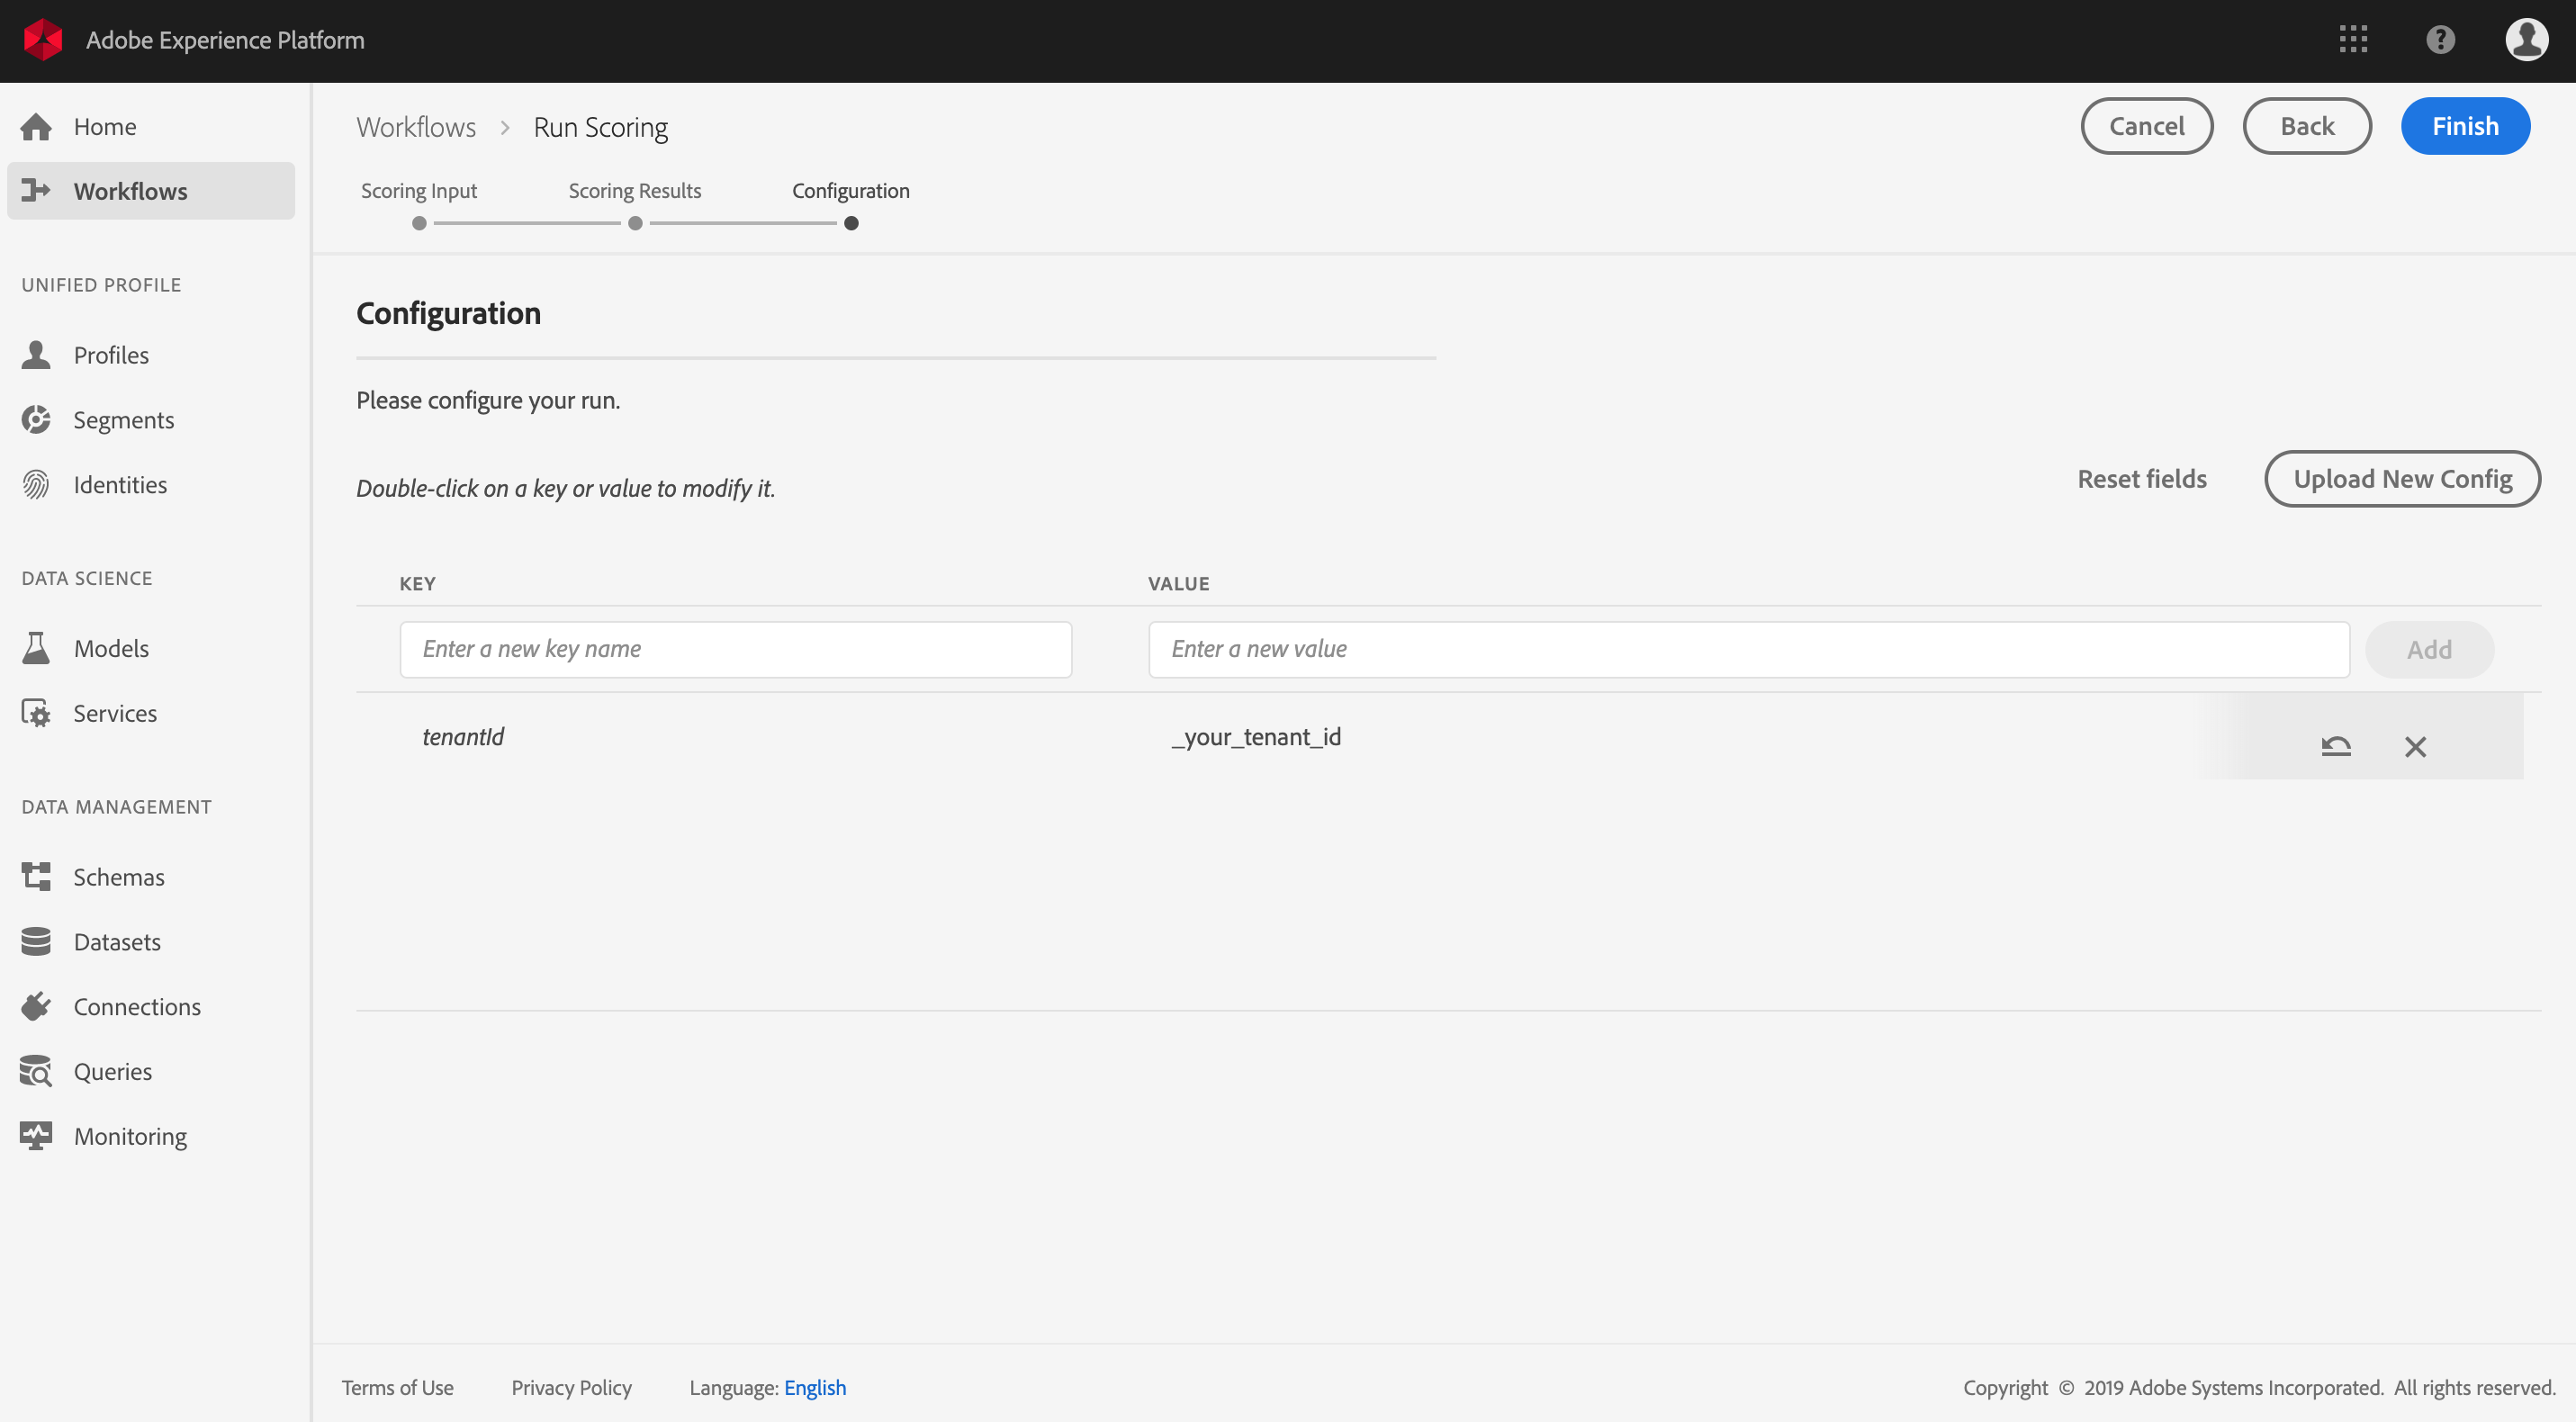 Adobe Experience Platform
?
Home
Workflows
UNIFIED PROFILE
Profiles
Segments
Identities
DATA SCIENCE
Models
Services
DATA MANAGEMENT
Schemas
Datasets
Connections
Queries
Monitoring
Workflows > Run Scoring
Cancel
Back
Finish
Scoring Input
Scoring Results
Configuration
Configuration
Please configure your run.
Double-click on a key or value to modify it.
Reset fields
Upload New Config
KEY
VALUE
Enter a new key name
Enter a new value
Add
tenantId
_your_tenant_id
Terms of Use
Privacy Policy
Language: English
Copyright © 2019 Adobe Systems Incorporated. All rights reserved.